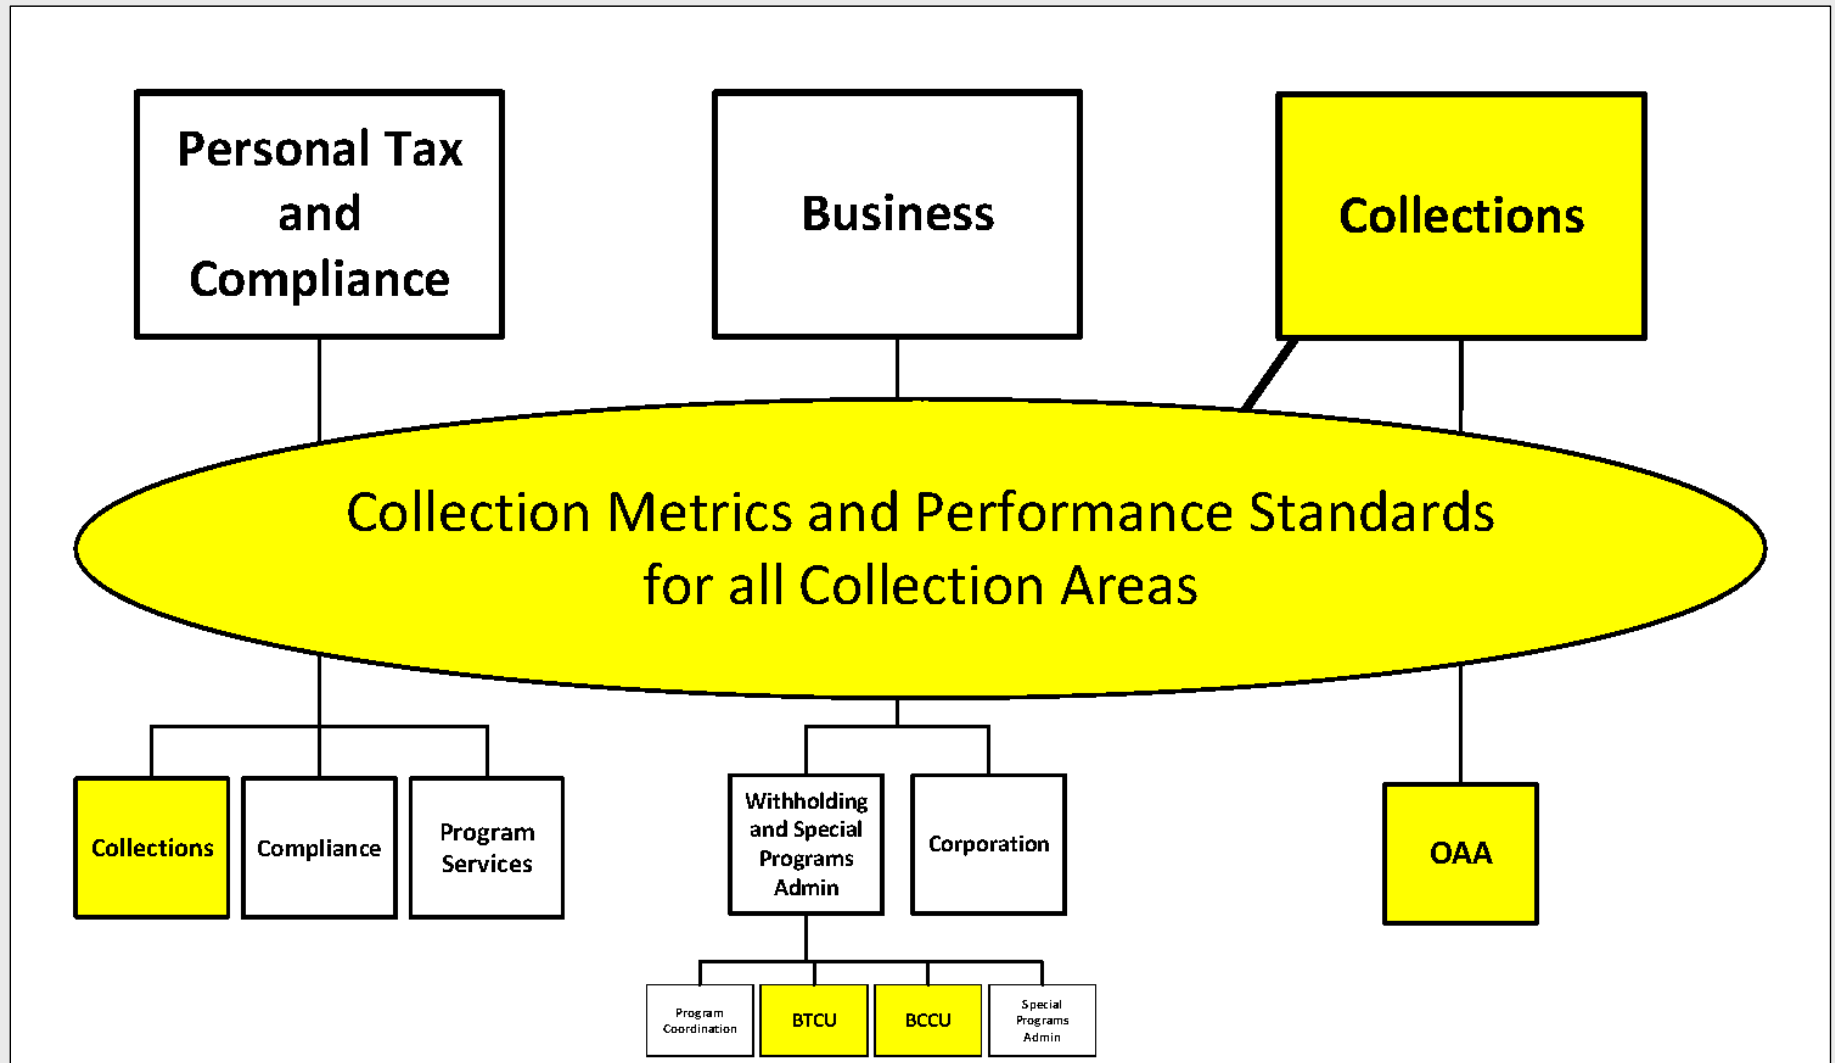 Personal Tax
and
Compliance
Business
Collections
Collection Metrics and Performance Standards
for all Collection Areas
Collections
Compliance
Program
Services
Withholding
and Special
Programs
Admin
Corporation
OAA
Program
Coordination
BTCU
BCCU
Special
Programs
Admin